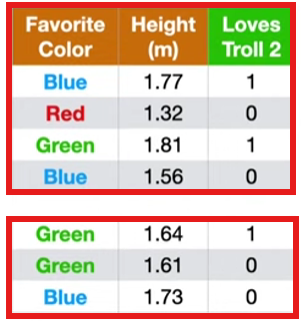 Favorite Color Height (m) Loves Troll 2
Blue 1.77 1
Red 1.32 0
Green 1.81 1
Blue 1.56 0
Green 1.64 1
Green 1.61 0
Blue 1.73 0